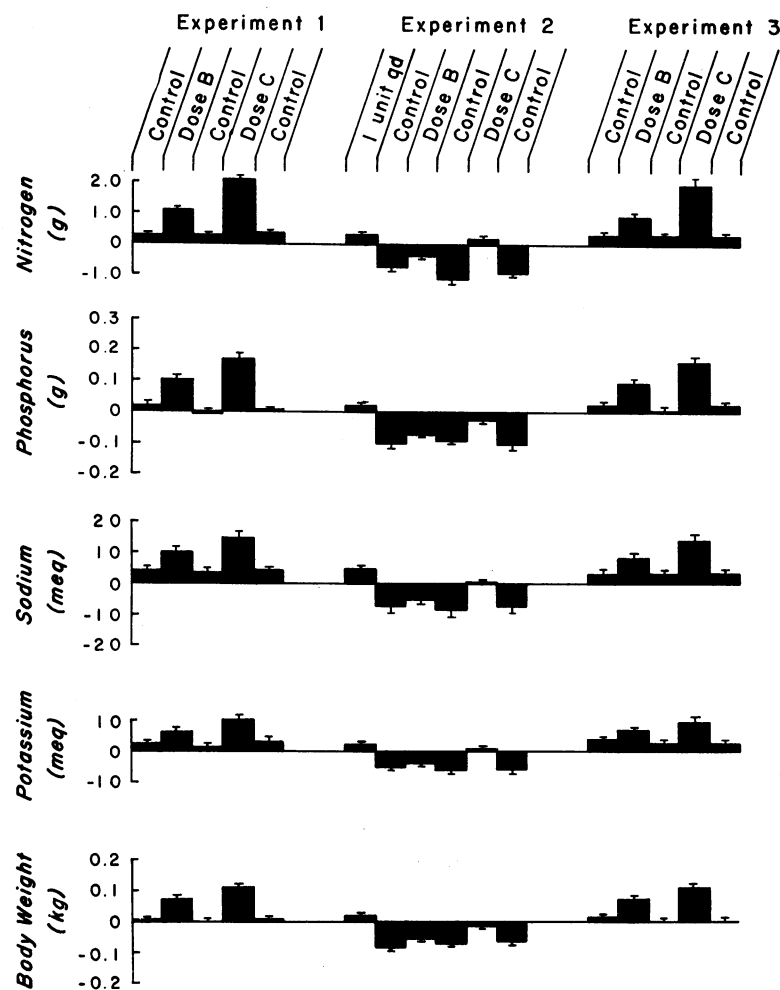 Experiment 1
Experiment 2
Experiment 3
Control
Dose B
Control
Dose C
Control
1 unit qd
Control
Dose B
Control
Dose C
Control
Control
Dose B
Control
Dose C
Control
Nitrogen
(g)
2.0
1.0
0
-1.0
Phosphorus
(g)
0.3
0.2
0.1
0
-0.1
-0.2
Sodium
(meq)
20
10
0
-10
-20
Potassium
(meq)
10
0
-10
Body Weight
(kg)
0.2
0.1
0
-0.1
-0.2